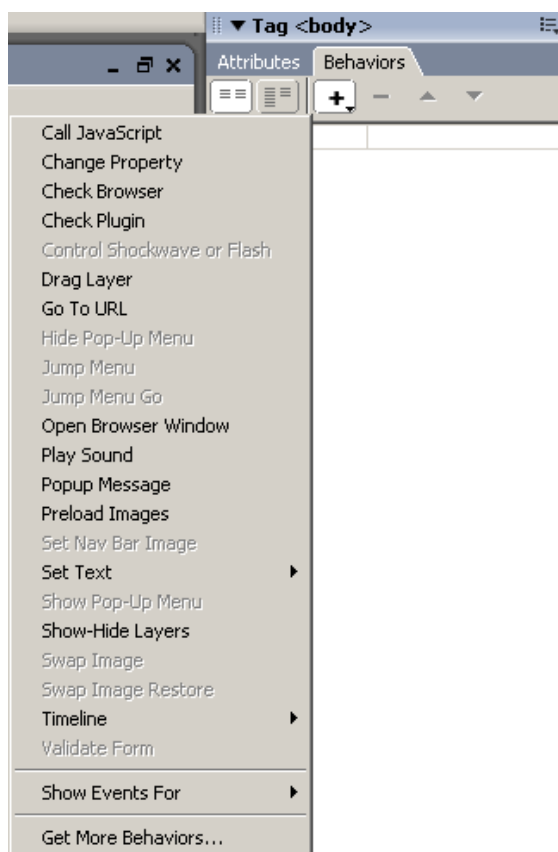 Tag <body>
Attributes Behaviors
Call JavaScript
Change Property
Check Browser
Check Plugin
Control Shockwave or Flash
Drag Layer
Go To URL
Hide Pop-Up Menu
Jump Menu
Jump Menu Go
Open Browser Window
Play Sound
Popup Message
Preload Images
Set Nav Bar Image
Set Text
Show Pop-Up Menu
Show-Hide Layers
Swap Image
Swap Image Restore
Timeline
Validate Form
Show Events For
Get More Behaviors...